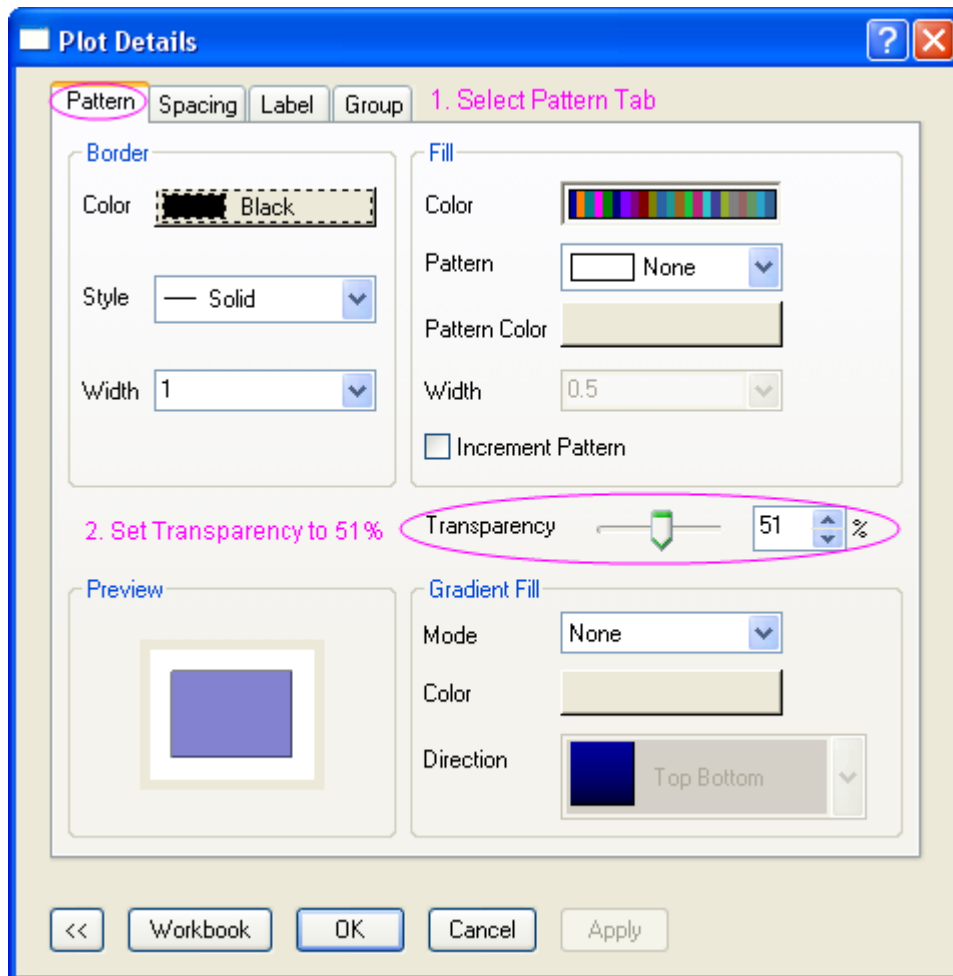 Plot Details
Pattern Spacing Label Group 1. Select Pattern Tab
Border
Color Black
Style Solid
Width 1
Fill
Color
Pattern None
Pattern Color
Width 0.5
Increment Pattern
2. Set Transparency to 51%
Transparency 51 %
Preview
Gradient Fill
Mode None
Color
Direction Top Bottom
<< Workbook OK Cancel Apply